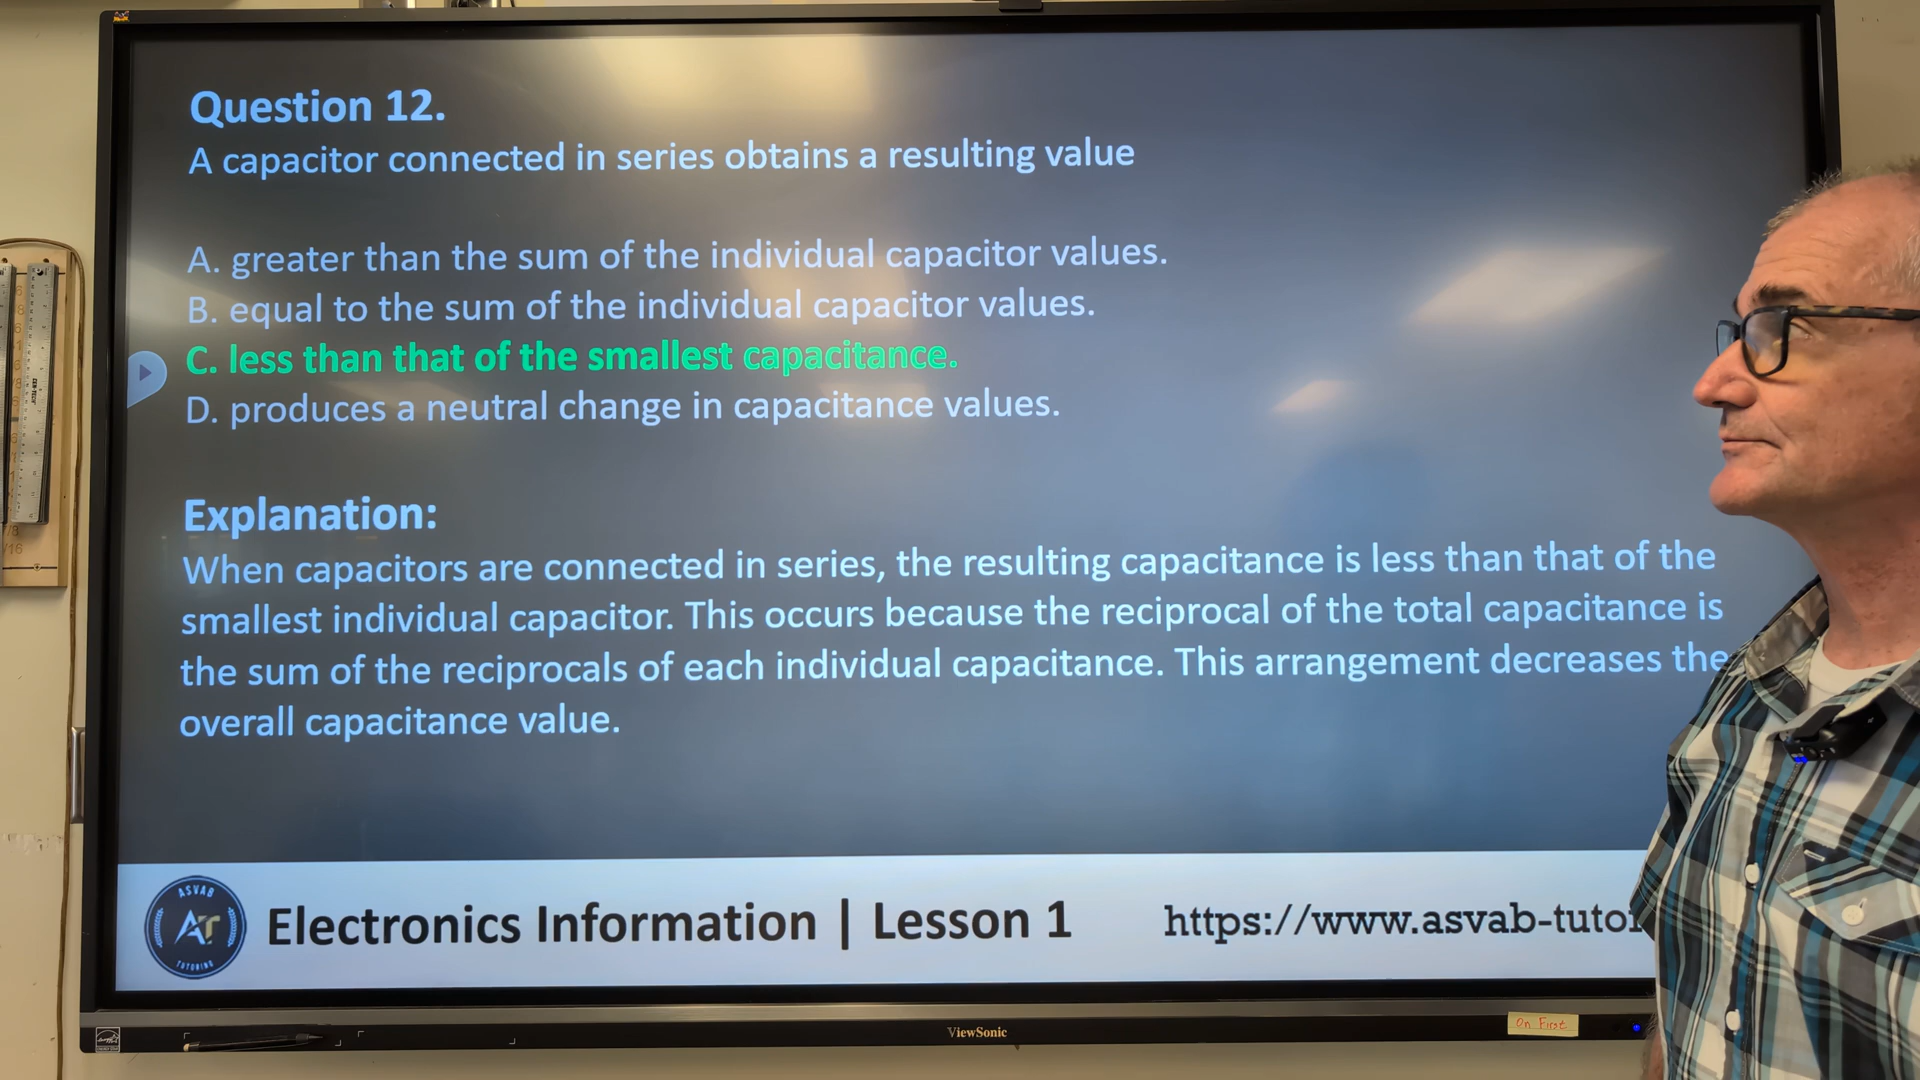 Question 12.
A capacitor connected in series obtains a resulting value
A. greater than the sum of the individual capacitor values.
B. equal to the sum of the individual capacitor values.
C. less than that of the smallest capacitance.
D. produces a neutral change in capacitance values.
Explanation:
When capacitors are connected in series, the resulting capacitance is less than that of the
smallest individual capacitor. This occurs because the reciprocal of the total capacitance is
the sum of the reciprocals of each individual capacitance. This arrangement decreases the
overall capacitance value.
ASVAB
AT
TUTORING
Electronics Information | Lesson 1
https://www.asvab-tutor
ViewSonic
On First